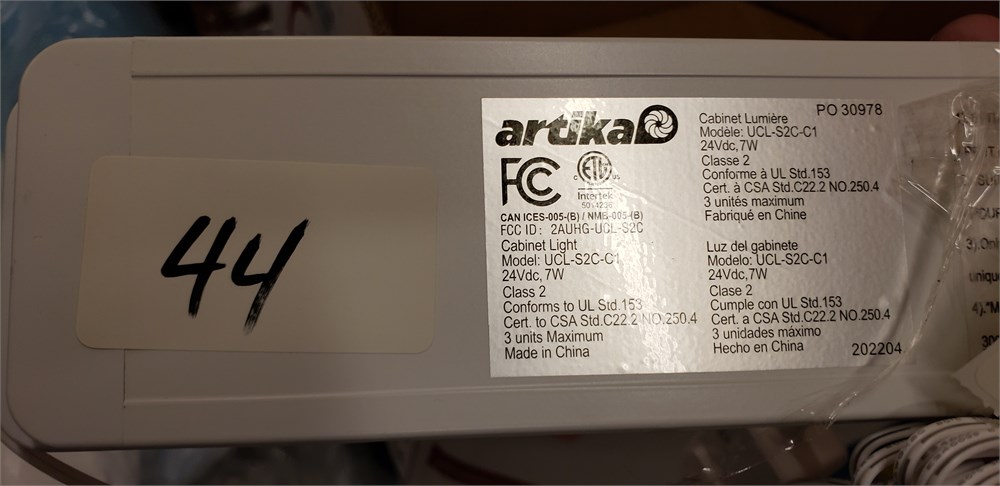 44
artika
FCC
ETL
C US
Intertek
CAN ICES-005-(B) / NMB-005-(B)
FCC ID: 2AUHG-UCL-S2C
Cabinet Light
Model: UCL-S2C-C1
24Vdc, 7W
Class 2
Conforms to UL Std.153
Cert. to CSA Std.C22.2 NO.250.4
3 units Maximum
Made in China
PO 30978
Cabinet Lumière
Modèle: UCL-S2C-C1
24Vdc, 7W
Classe 2
Conforme à UL Std.153
Cert. à CSA Std.C22.2 NO.250.4
3 unités maximum
Fabriqué en Chine
Luz del gabinete
Modelo: UCL-S2C-C1
24Vdc, 7W
Clase 2
Cumple con UL Std.153
Cert. a CSA Std.C22.2 NO.250.4
3 unidades máximo
Hecho en China
202204